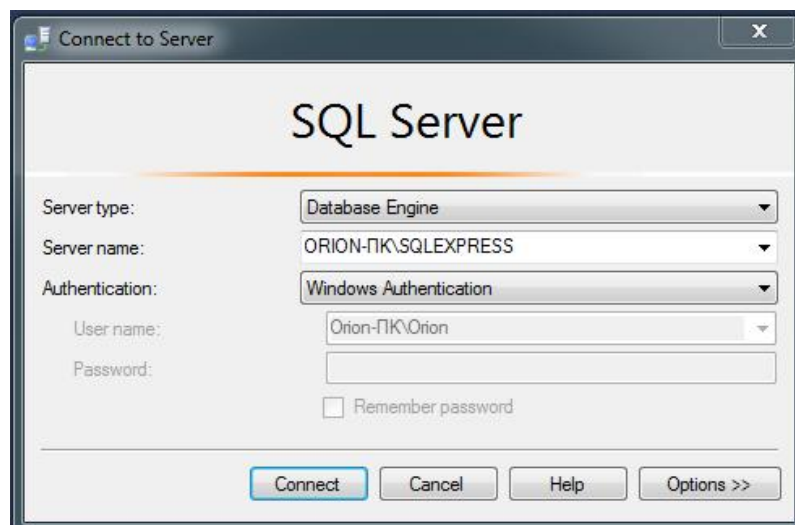 Connect to Server
SQL Server
Server type: Database Engine
Server name: ORION-ПК\SQLEXPRESS
Authentication: Windows Authentication
User name: Orion-ПК\Orion
Password:
Remember password
Connect Cancel Help Options >>